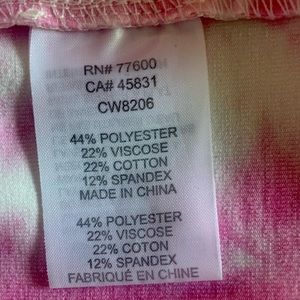 RN# 77600
CA# 45831
CW8206
44% POLYESTER
22% VISCOSE
22% COTTON
12% SPANDEX
MADE IN CHINA
44% POLYESTER
22% VISCOSE
22% COTON
12% SPANDEX
FABRIQUÉ EN CHINE